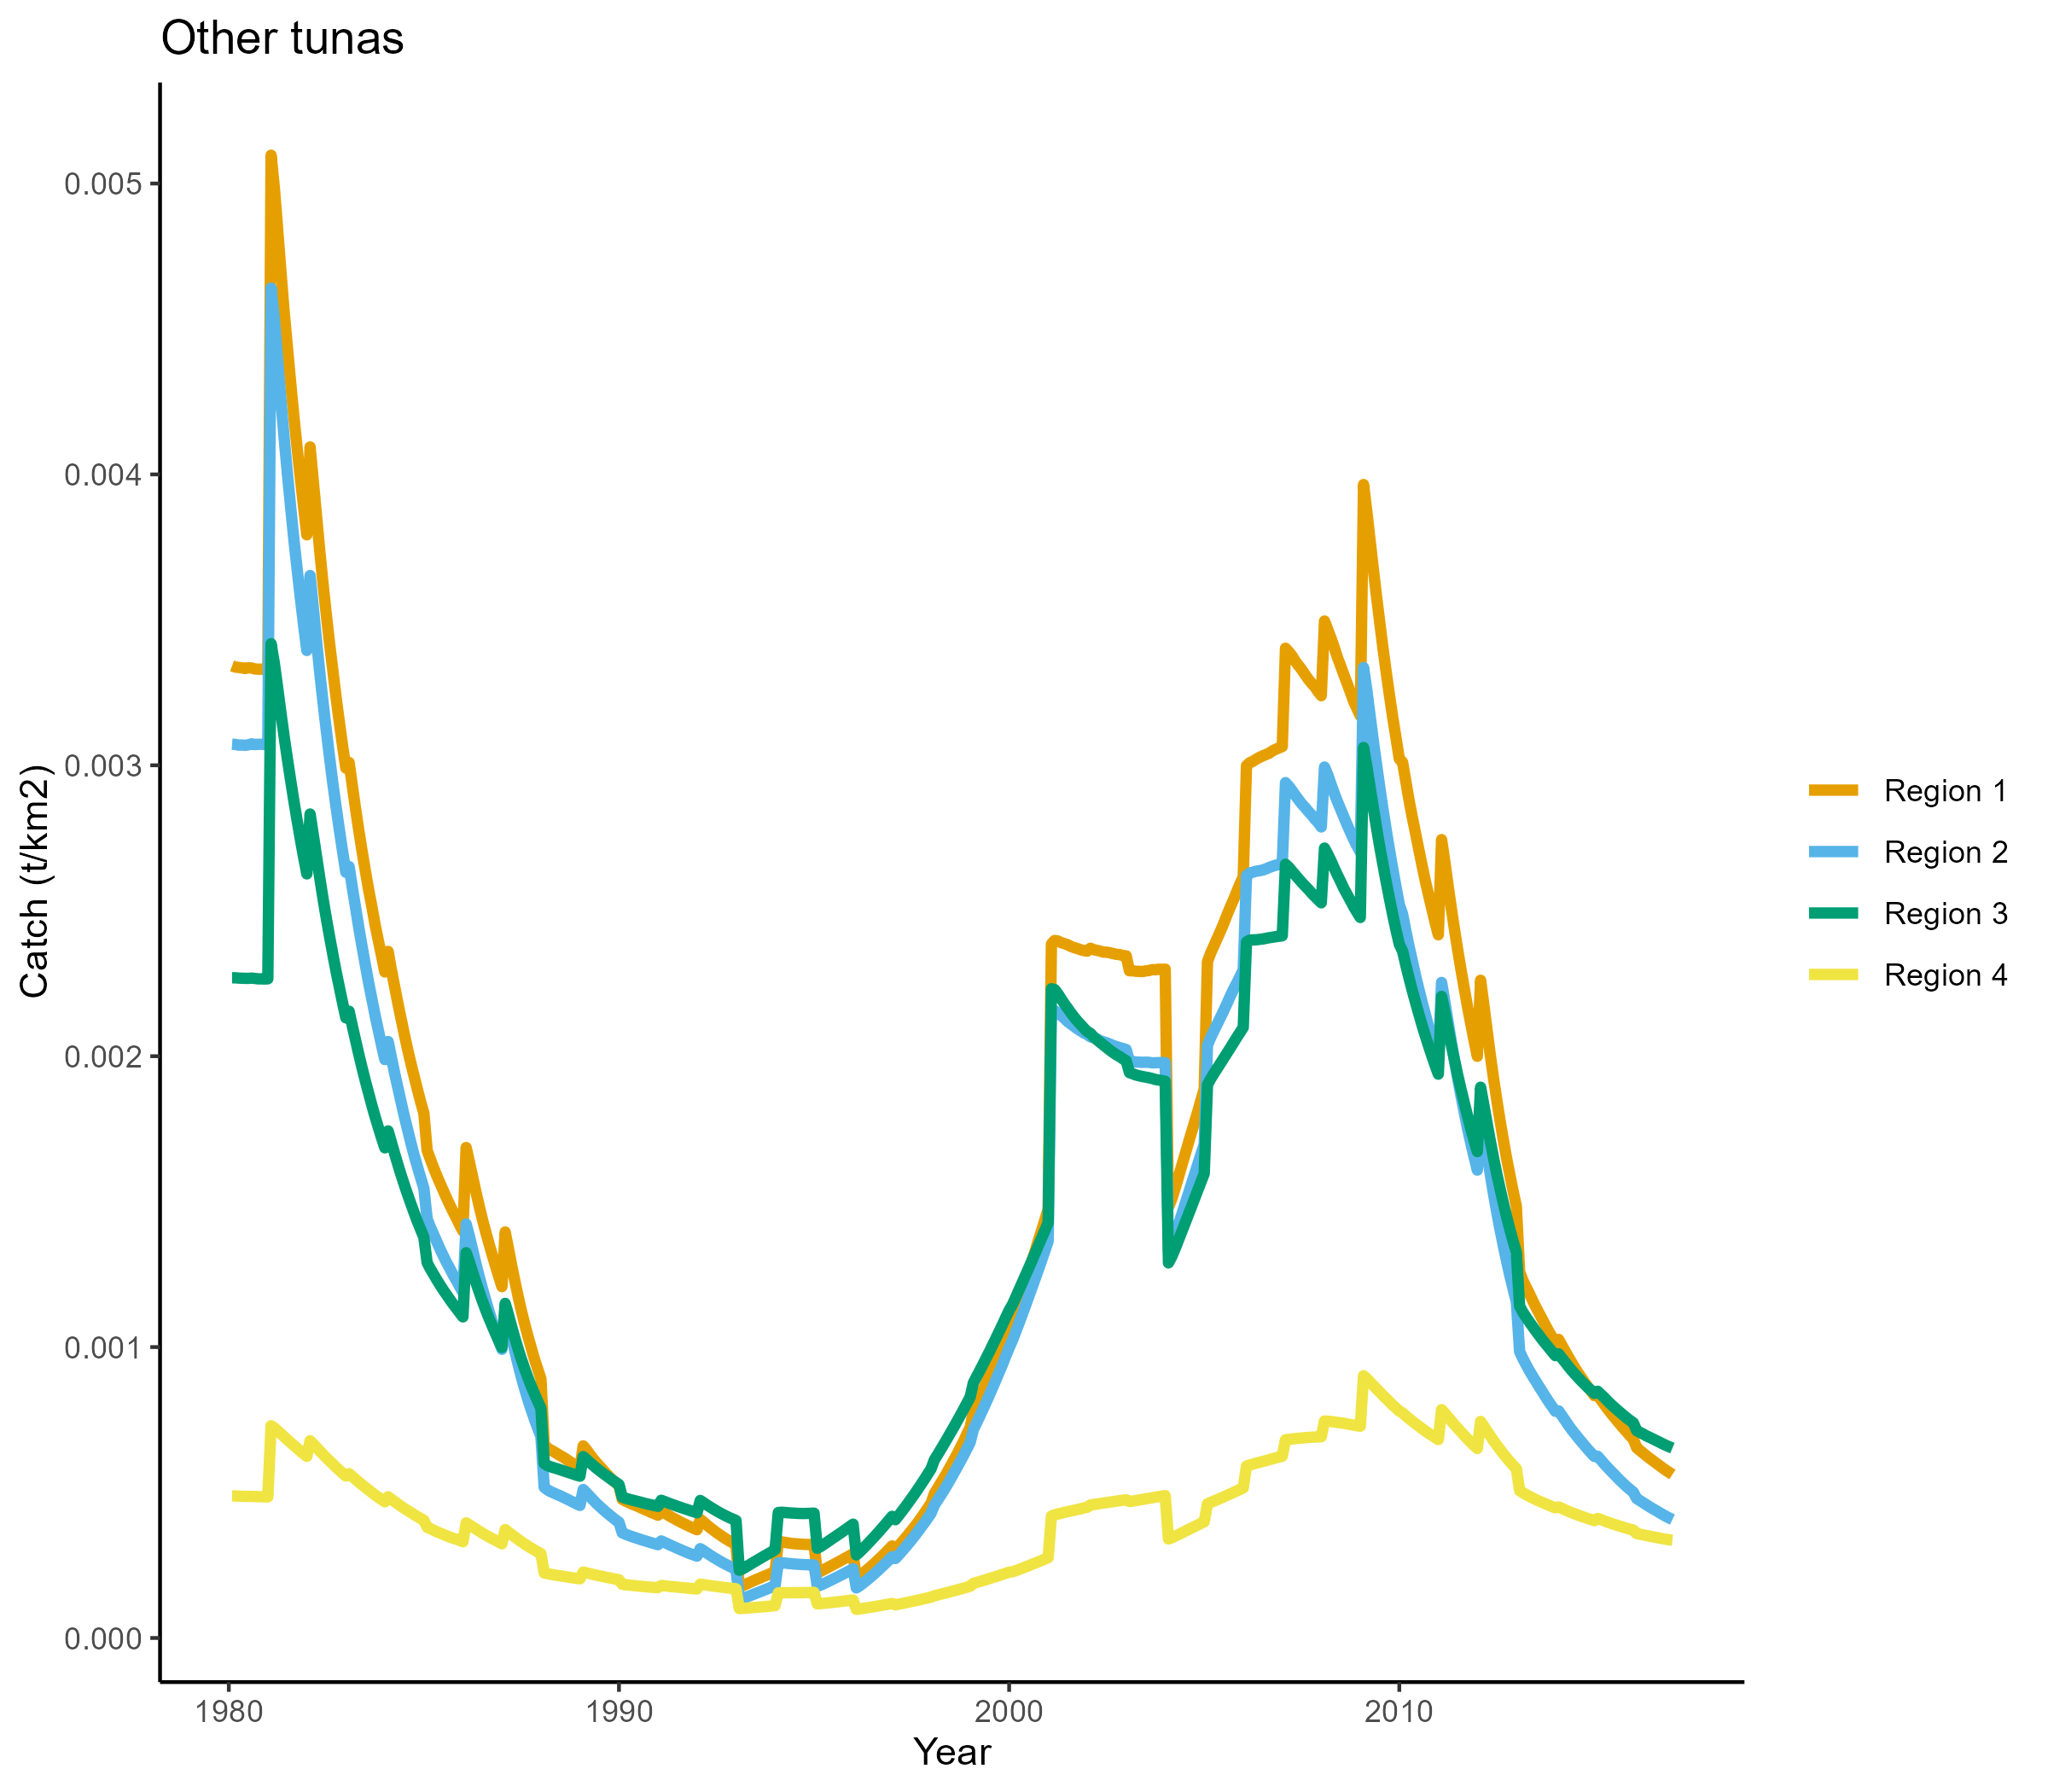 Other tunas
Catch (t/km2)
0.005
0.004
0.003
0.002
0.001
0.000
1980 1990 2000 2010
Year
Region 1
Region 2
Region 3
Region 4